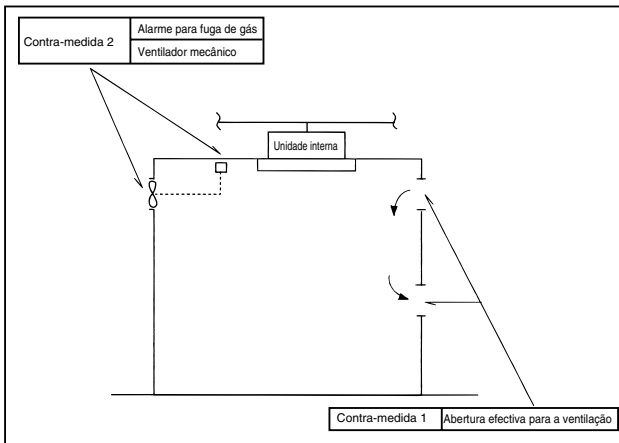 Contra-medida 2
Alarme para fuga de gás
Ventilador mecânico
Unidade interna
Contra-medida 1
Abertura efectiva para a ventilação